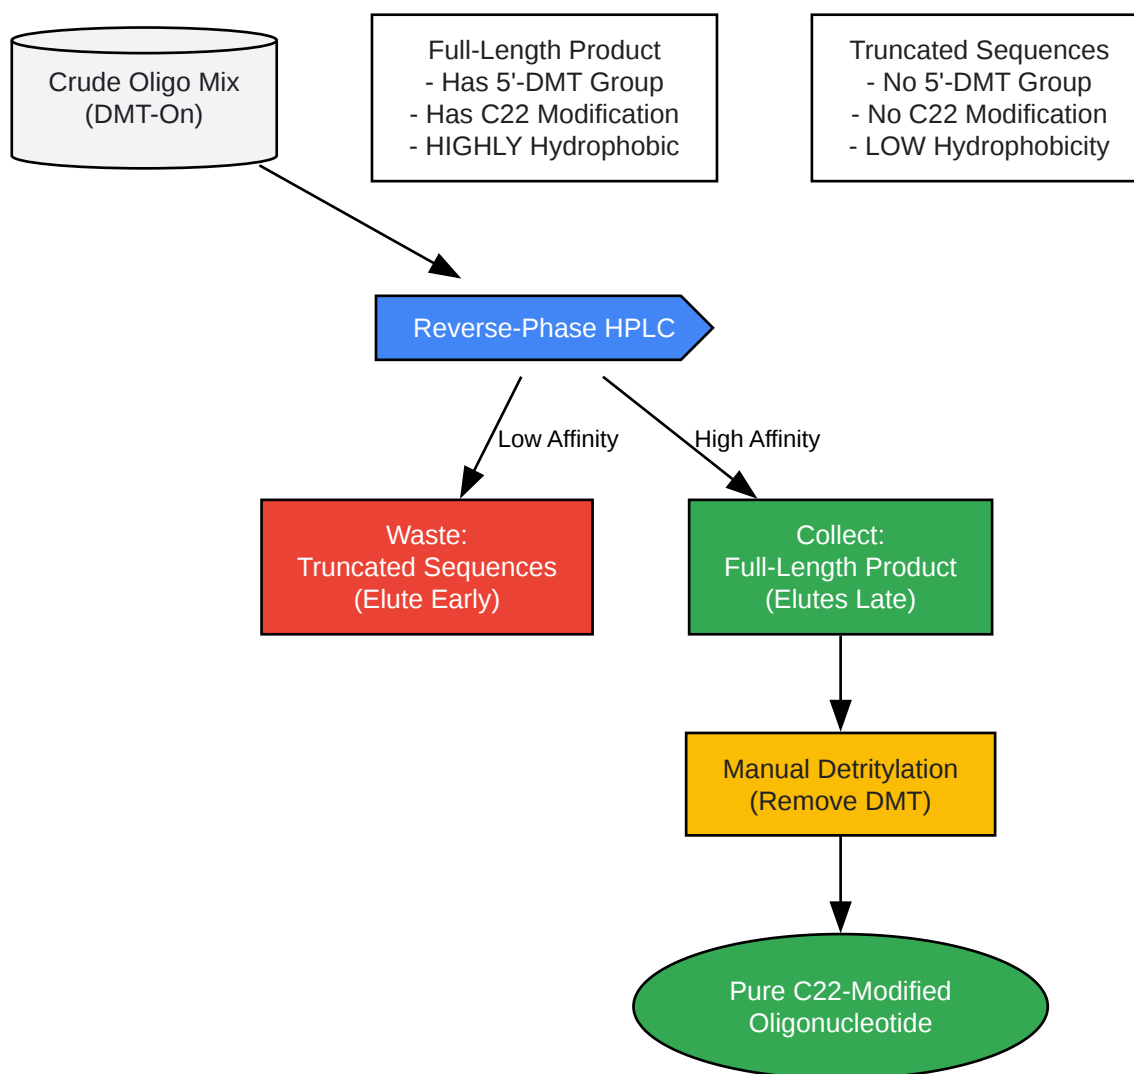 Crude Oligo Mix
(DMT-On)
Full-Length Product
- Has 5'-DMT Group
- Has C22 Modification
- HIGHLY Hydrophobic
Truncated Sequences
- No 5'-DMT Group
- No C22 Modification
- LOW Hydrophobicity
Reverse-Phase HPLC
Low Affinity
High Affinity
Waste:
Truncated Sequences
(Elute Early)
Collect:
Full-Length Product
(Elutes Late)
Manual Detritylation
(Remove DMT)
Pure C22-Modified
Oligonucleotide